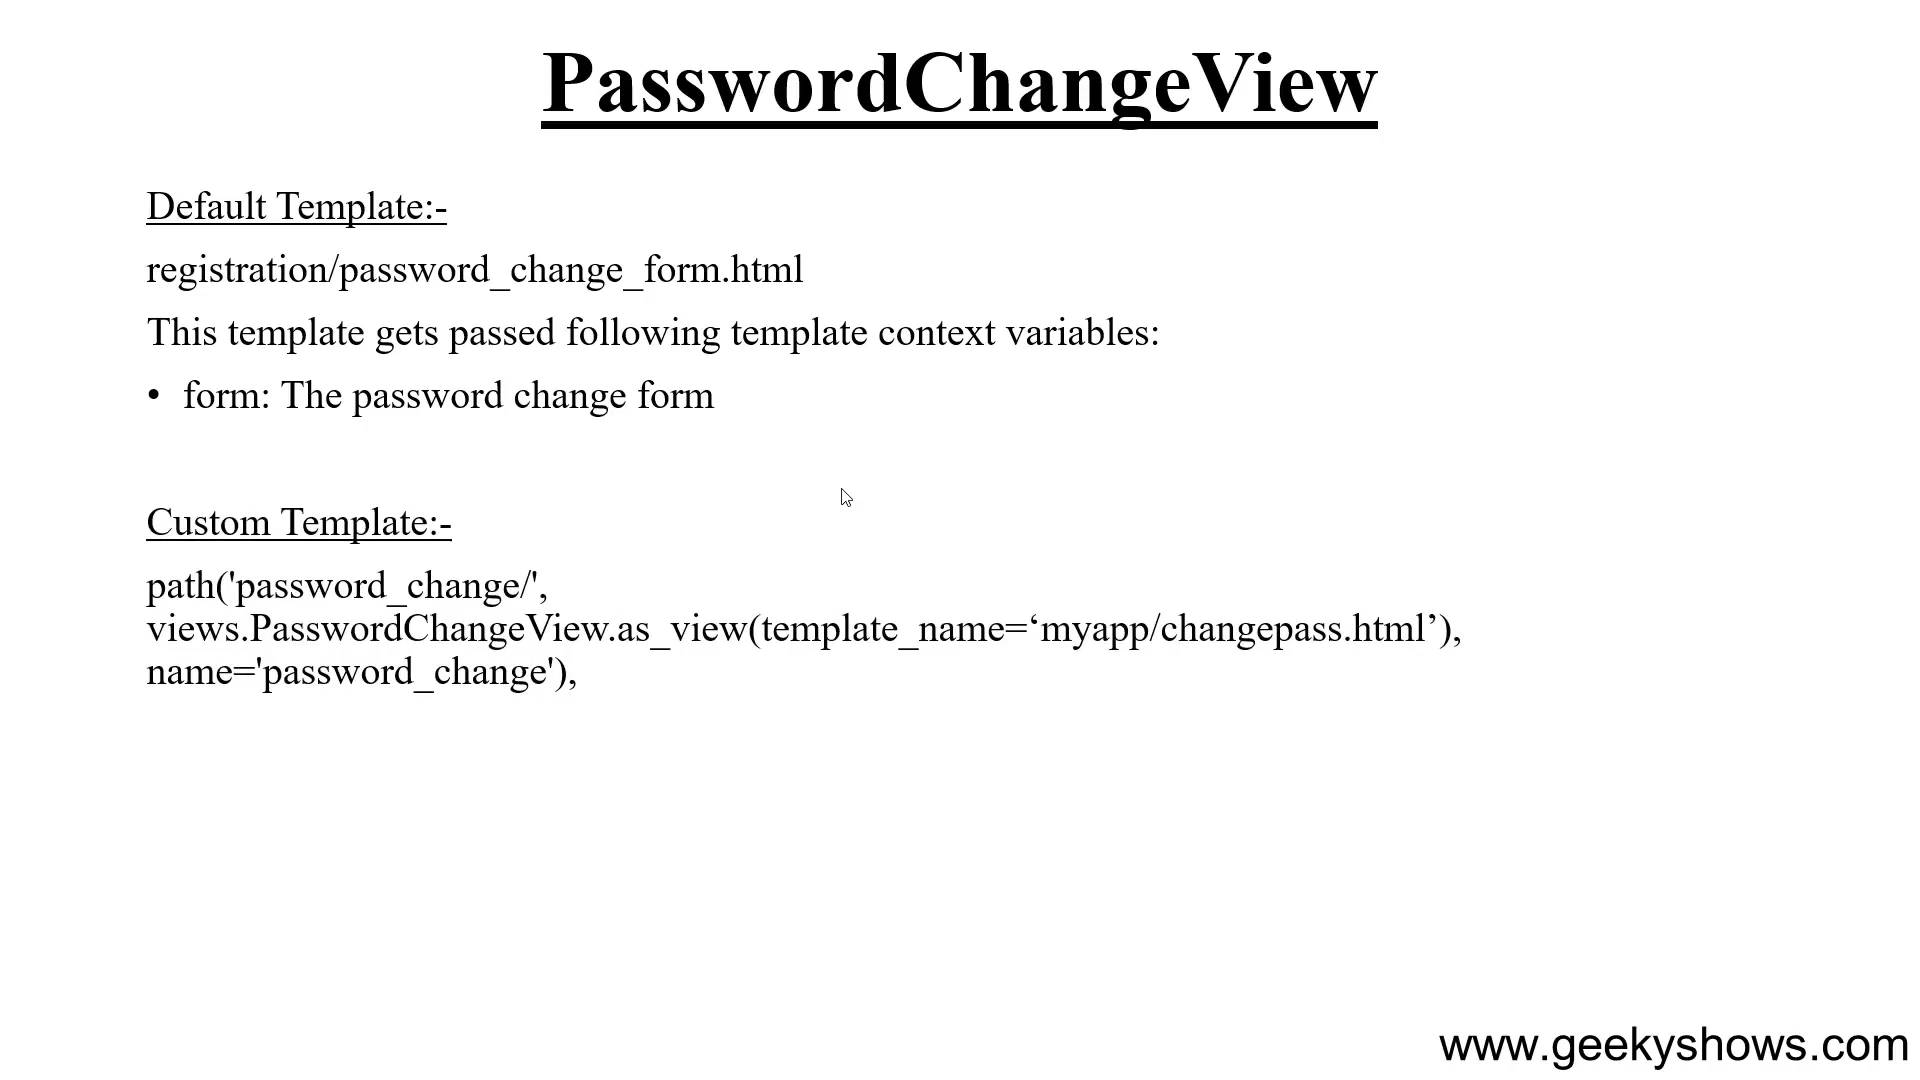 PasswordChangeView
Default Template:-
registration/password_change_form.html
This template gets passed following template context variables:
• form: The password change form
Custom Template:-
path('password_change/',
views.PasswordChangeView.as_view(template_name=‘myapp/changepass.html’),
name='password_change'),
www.geekyshows.com